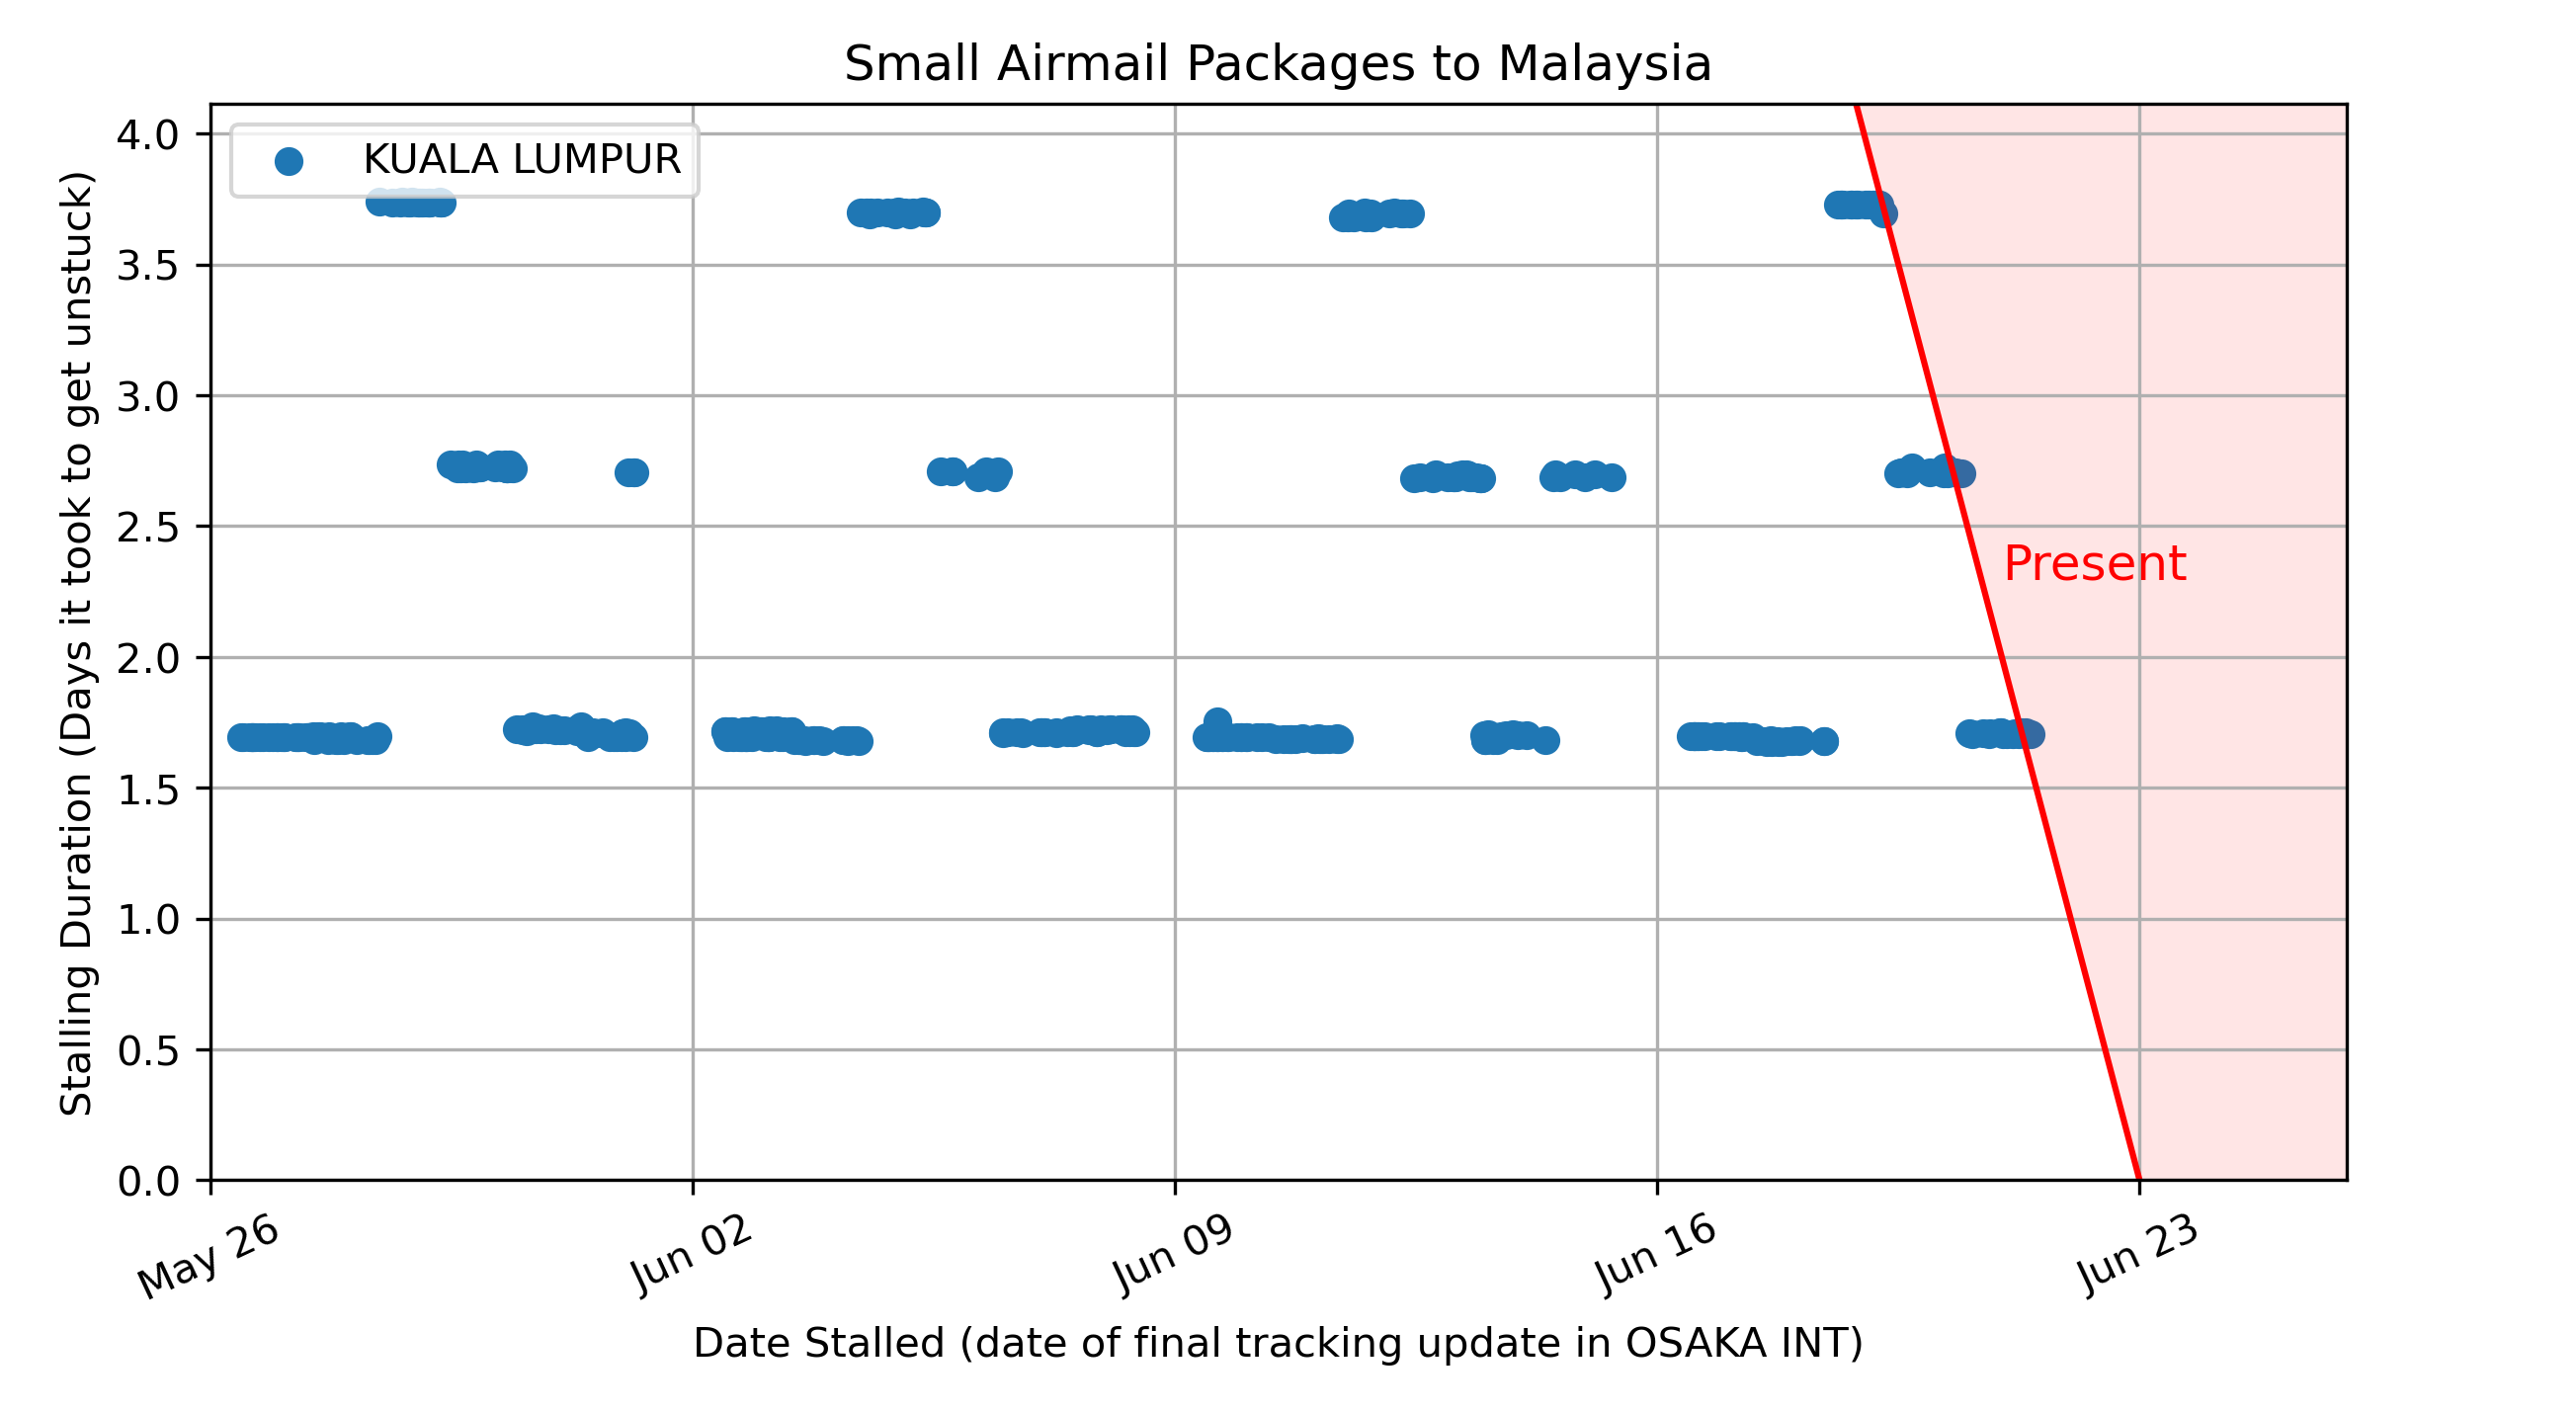 Small Airmail Packages to Malaysia
KUALA LUMPUR
Stalling Duration (Days it took to get unstuck)
4.0
3.5
3.0
2.5
2.0
1.5
1.0
0.5
0.0
Present
May 26
Jun 02
Jun 09
Jun 16
Jun 23
Date Stalled (date of final tracking update in OSAKA INT)